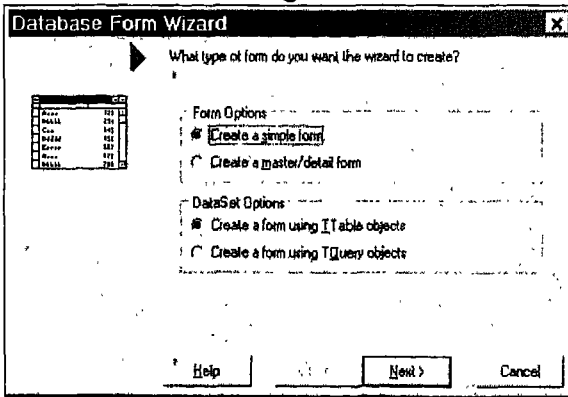 Database Form Wizard
What type of form do you want the wizard to create?
Form Options
Create a simple form
Create a master/detail form
DataSet Options
Create a form using TTable objects
Create a form using TQuery objects
Help
Next >
Cancel